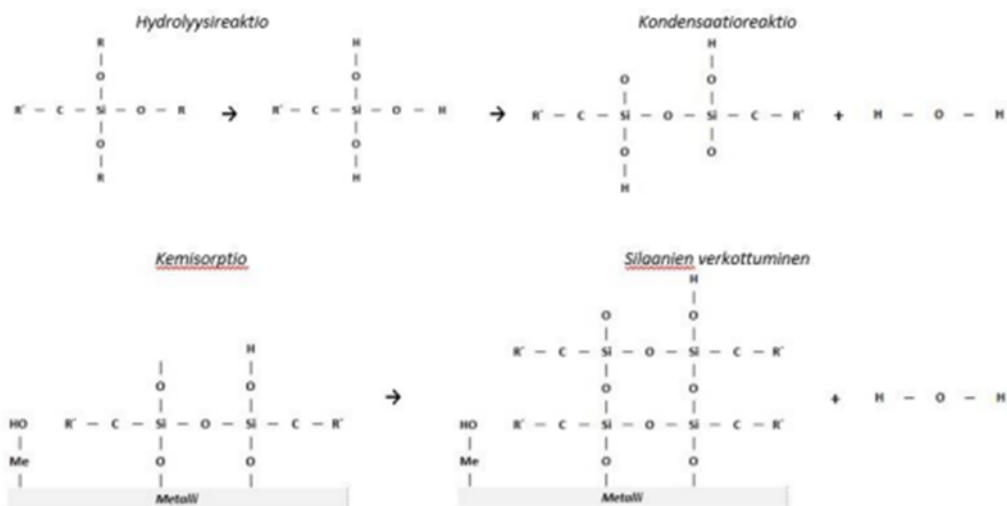 Hydrolyysireaktio
Kondensaatioreaktio
R
O
R´ – C – Si – O – R
O
R
→
H
O
R´ – C – Si – O – H
O
H
→
H
O O
R´ – C – Si – O – Si – C – R´ + H – O – H
O O
H
Kemisorptio
Silaanien verkottuminen
H
O O
HO R´ – C – Si – O – Si – C – R´
Me O O
Metalli
→
H
O O
R´ – C – Si – O – Si – C – R´
O O
HO R´ – C – Si – O – Si – C – R´
Me O O
Metalli
+ H – O – H